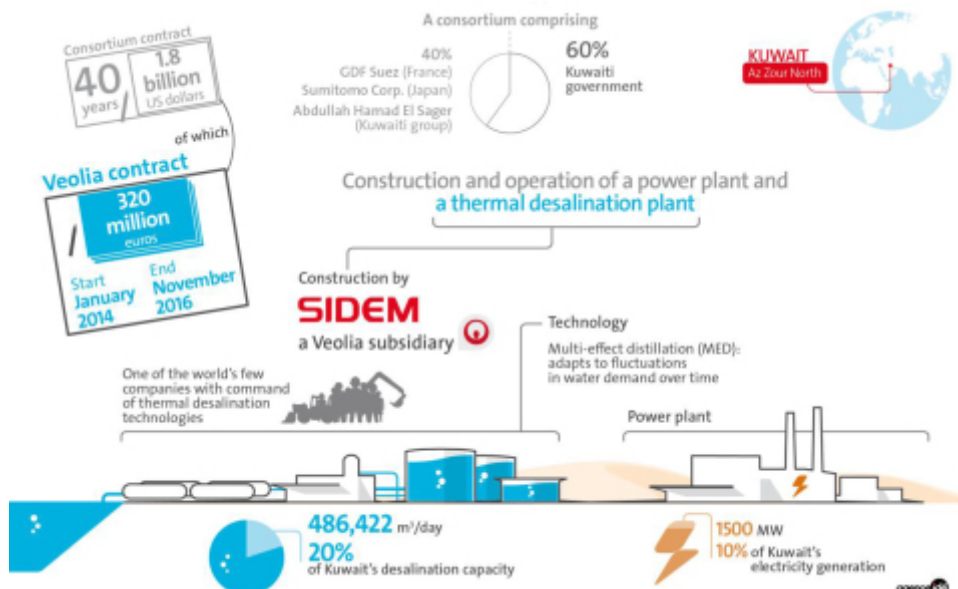 Consortium contract
40
years
/
1.8
billion
US dollars
of which
Veolia contract
/
320
million
euros
Start
January
2014
End
November
2016
A consortium comprising
40%
GDF Suez (France)
Sumitomo Corp. (Japan)
Abdullah Hamad El Sager
(Kuwaiti group)
60%
Kuwaiti
government
KUWAIT
Az Zour North
Construction and operation of a power plant and
a thermal desalination plant
Construction by
SIDEM
a Veolia subsidiary
One of the world's few
companies with command
of thermal desalination
technologies
Technology
Multi-effect distillation (MED):
adapts to fluctuations
in water demand over time
Power plant
486,422 m³/day
20%
of Kuwait's desalination capacity
1500 MW
10% of Kuwait's
electricity generation